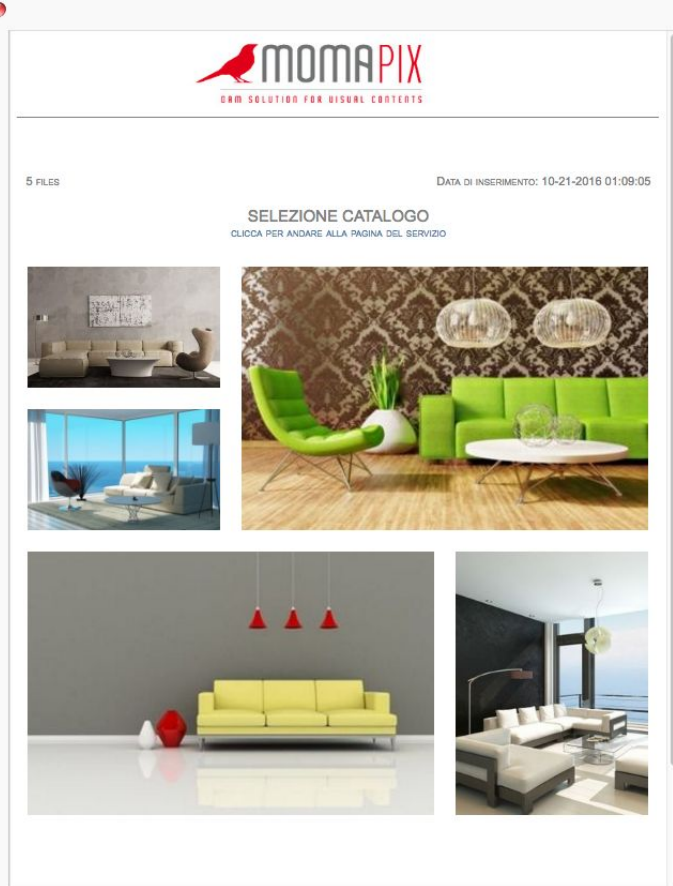 MOMAPIX
DAM SOLUTION FOR VISUAL CONTENTS
5 FILES
DATA DI INSERIMENTO: 10-21-2016 01:09:05
SELEZIONE CATALOGO
CLICCA PER ANDARE ALLA PAGINA DEL SERVIZIO